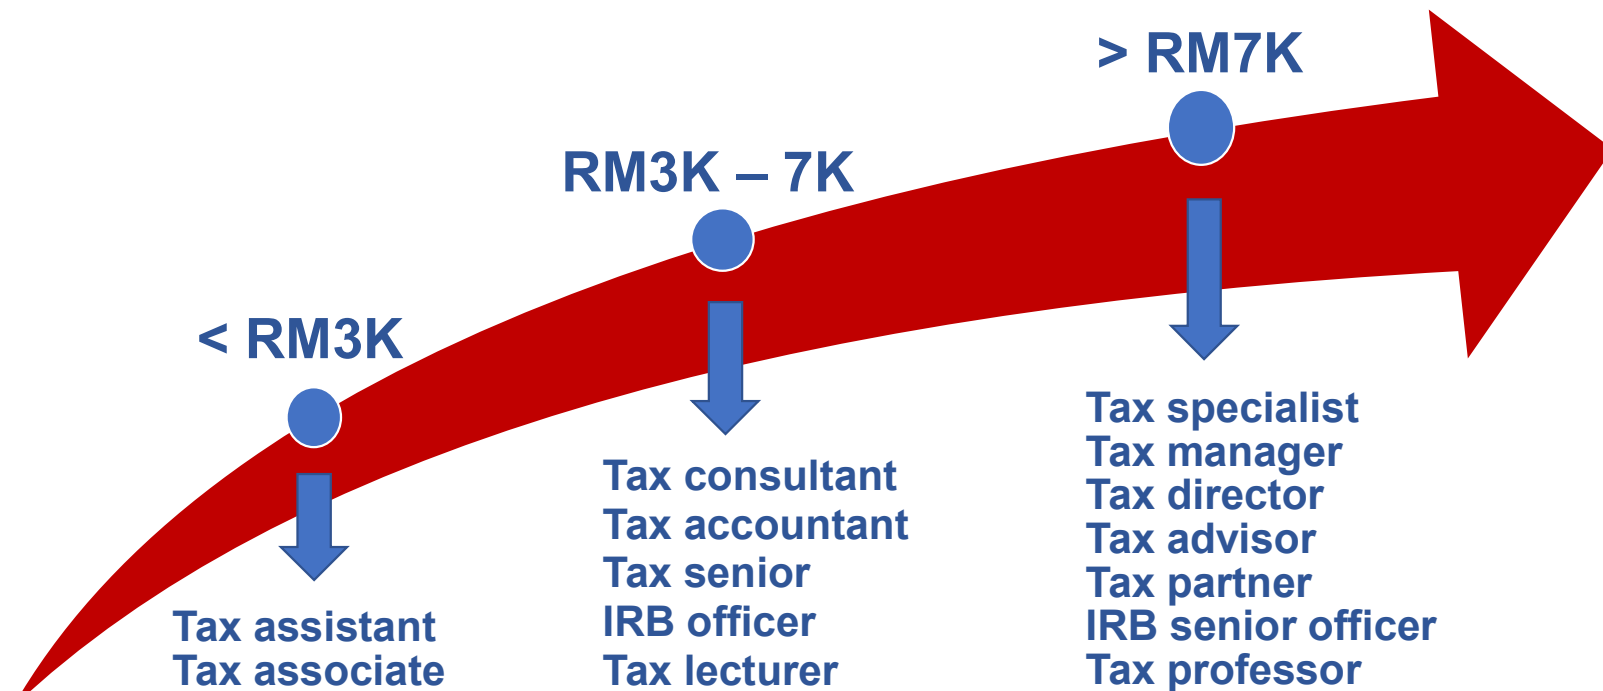 < RM3K
Tax assistant
Tax associate
RM3K – 7K
Tax consultant
Tax accountant
Tax senior
IRB officer
Tax lecturer
> RM7K
Tax specialist
Tax manager
Tax director
Tax advisor
Tax partner
IRB senior officer
Tax professor